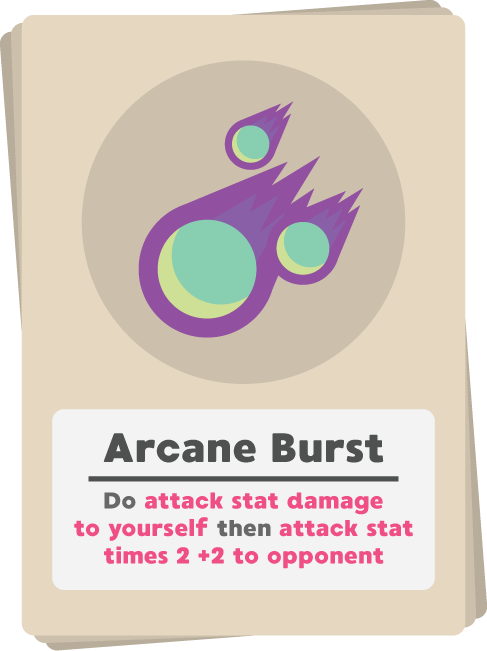 Arcane Burst
Do attack stat damage
to yourself then attack stat
times 2 +2 to opponent